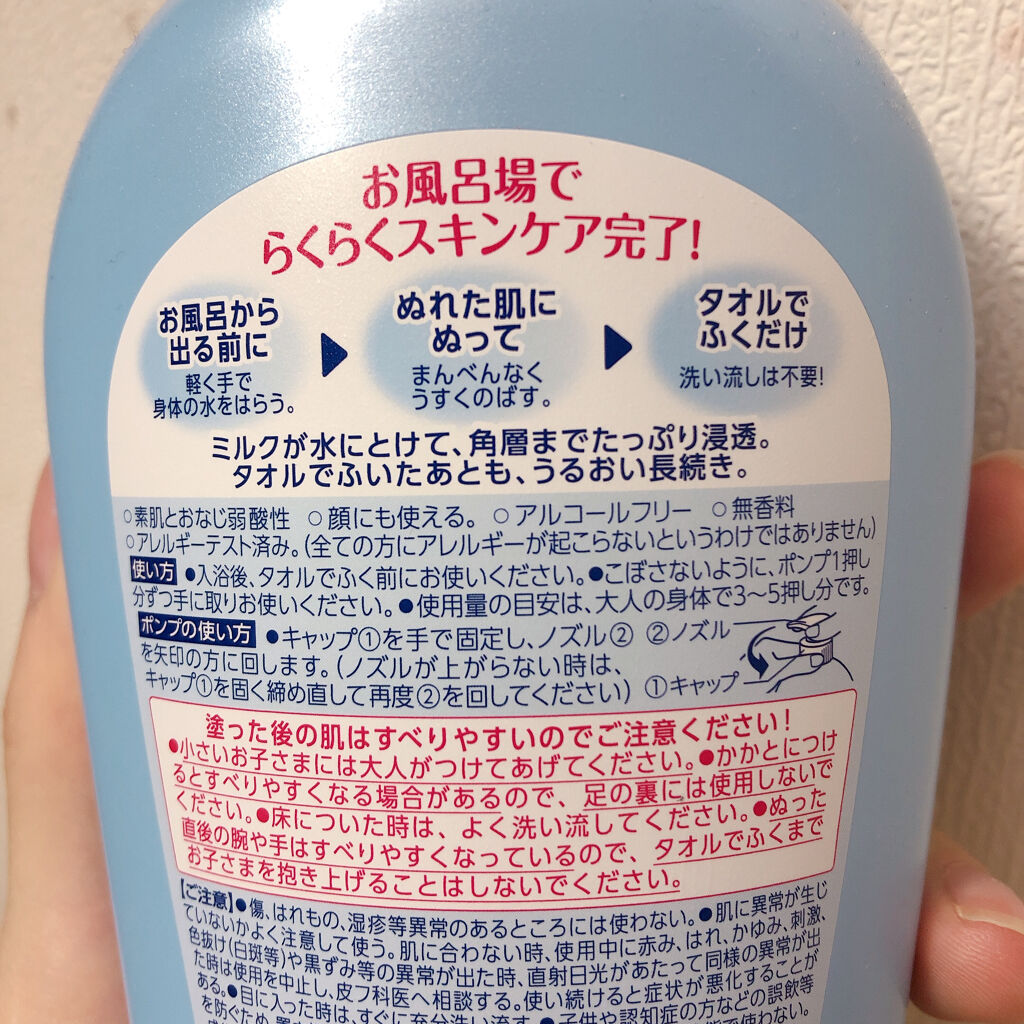 お風呂場で
らくらくスキンケア完了!
お風呂から
出る前に
軽く手で
身体の水をはらう。
ぬれた肌に
ぬって
まんべんなく
うすくのばす。
タオルで
ふくだけ
洗い流しは不要!
ミルクが水にとけて、角層までたっぷり浸透。
タオルでふいたあとも、うるおい長続き。
○素肌とおなじ弱酸性 ○顔にも使える。 ○アルコールフリー ○無香料
○アレルギーテスト済み。(全ての方にアレルギーが起こらないというわけではありません)
使い方 ●入浴後、タオルでふく前にお使いください。●こぼさないように、ポンプ1押し
分ずつ手に取りお使いください。●使用量の目安は、大人の身体で3〜5押し分です。
ポンプの使い方 ●キャップ①を手で固定し、ノズル②
を矢印の方に回します。(ノズルが上がらない時は、
キャップ①を固く締め直して再度②を回してください)
②ノズル
①キャップ
塗った後の肌はすべりやすいのでご注意ください!
●小さいお子さまには大人がつけてあげてください。●かかとにつけ
るとすべりやすくなる場合があるので、足の裏には使用しないで
ください。●床についた時は、よく洗い流してください。●ぬった
直後の腕や手はすべりやすくなっているので、タオルでふくまで
お子さまを抱き上げることはしないでください。
【ご注意】●傷、はれもの、湿疹等異常のあるところには使わない。●肌に異常が生じ
ていないかよく注意して使う。肌に合わない時、使用中に赤み、はれ、かゆみ、刺激、
色抜け(白斑等)や黒ずみ等の異常が出た時、直射日光があたって同様の異常が出
た時は使用を中止し、皮フ科医へ相談する。使い続けると症状が悪化することが
ある。●目に入った時は、すぐに充分洗い流す。●子供や認知症の方などの誤飲等
を防ぐため、置き